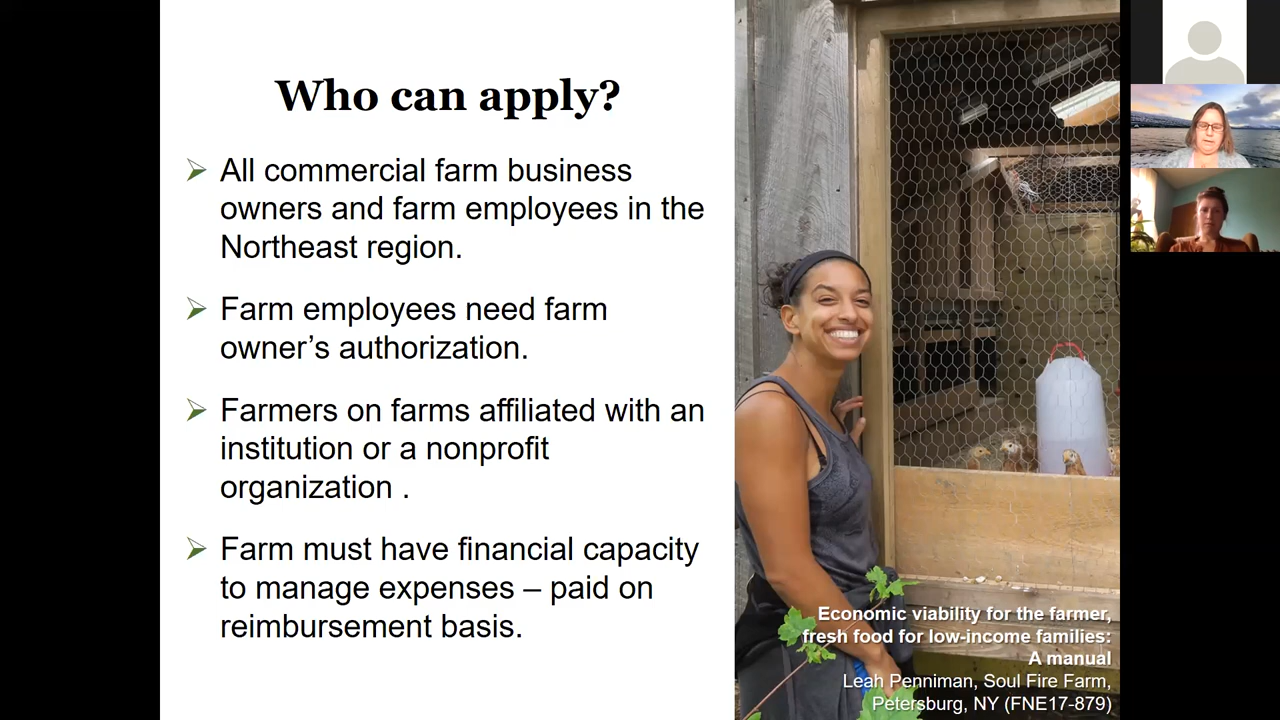 Who can apply?
All commercial farm business
owners and farm employees in the
Northeast region.
Farm employees need farm
owner’s authorization.
Farmers on farms affiliated with an
institution or a nonprofit
organization .
Farm must have financial capacity
to manage expenses – paid on
reimbursement basis.
Economic viability for the farmer,
fresh food for low-income families:
A manual
Leah Penniman, Soul Fire Farm,
Petersburg, NY (FNE17-879)